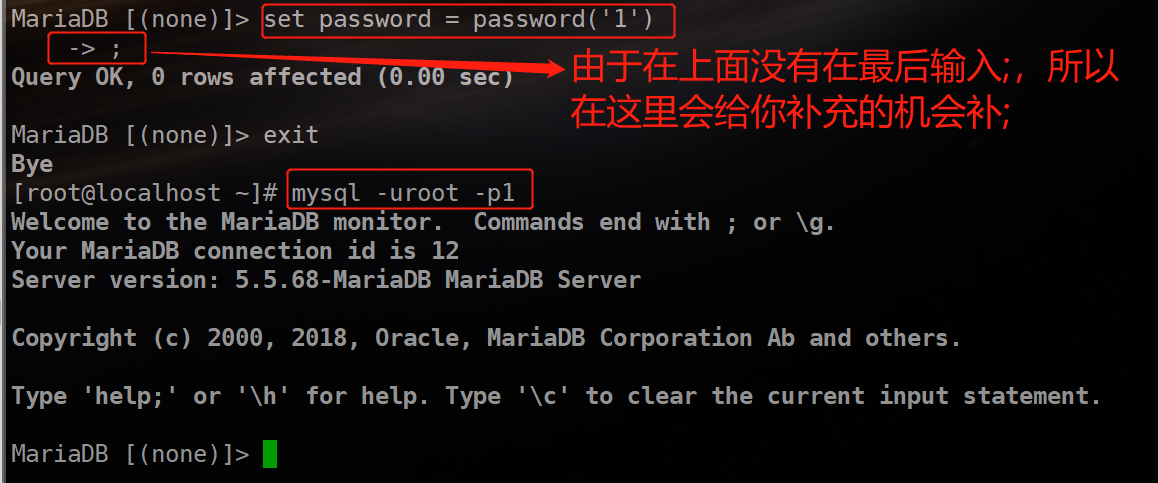 MariaDB [(none)]> set password = password('1')
    -> ;
Query OK, 0 rows affected (0.00 sec)
由于在上面没有在最后输入;，所以
在这里会给你补充的机会补;
MariaDB [(none)]> exit
Bye
[root@localhost ~]# mysql -uroot -p1
Welcome to the MariaDB monitor.  Commands end with ; or \g.
Your MariaDB connection id is 12
Server version: 5.5.68-MariaDB MariaDB Server
Copyright (c) 2000, 2018, Oracle, MariaDB Corporation Ab and others.
Type 'help;' or '\h' for help. Type '\c' to clear the current input statement.
MariaDB [(none)]>